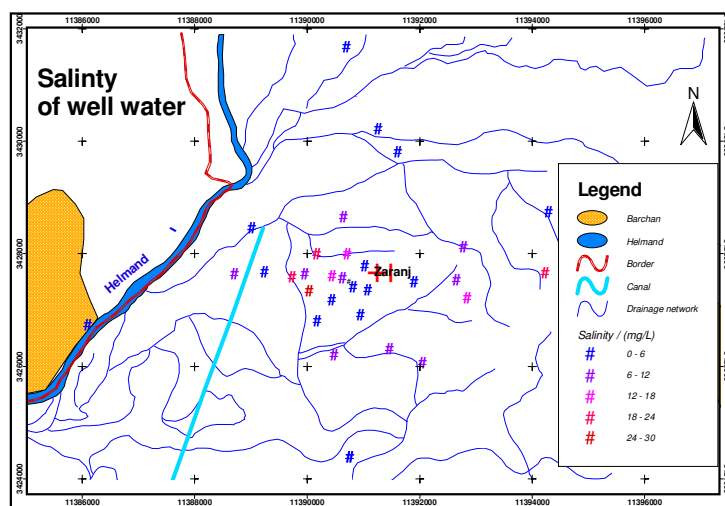 11386000 11388000 11390000 11392000 11394000 11396000
3432000
Salinty
of well water
N
3430000
Legend
Barchan
Helmand
Border
Canal
Drainage network
Salinity / (mg/L)
0 - 6
6 - 12
12 - 18
18 - 24
24 - 30
3428000
Zaranj
Helmand
3426000
3424000
11386000 11388000 11390000 11392000 11394000 11396000